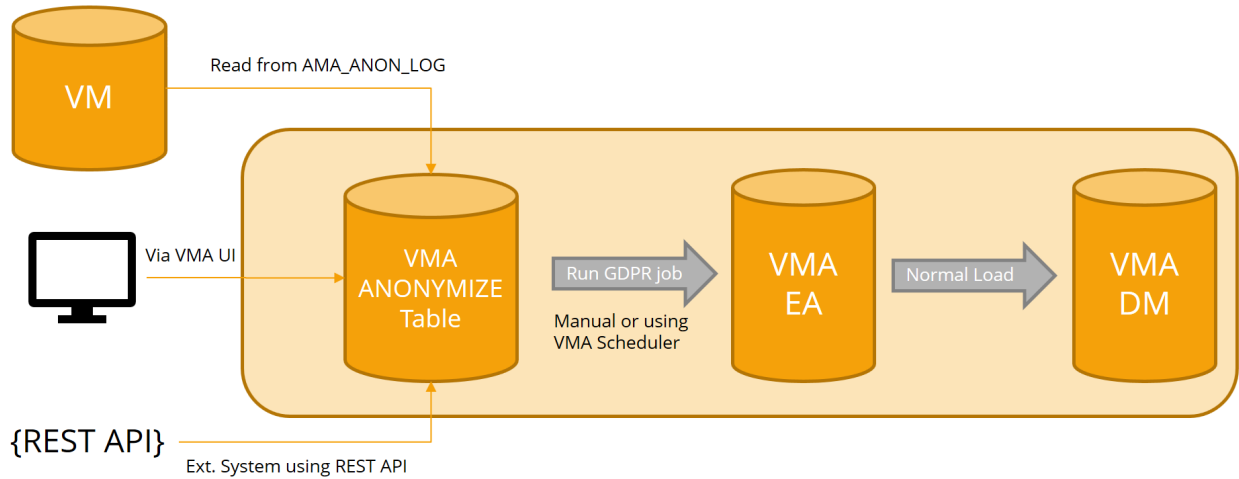 VM
Read from AMA_ANON_LOG
Via VMA UI
VMA
ANONYMIZE
Table
Run GDPR job
Manual or using
VMA Scheduler
VMA
EA
Normal Load
VMA
DM
{REST API}
Ext. System using REST API